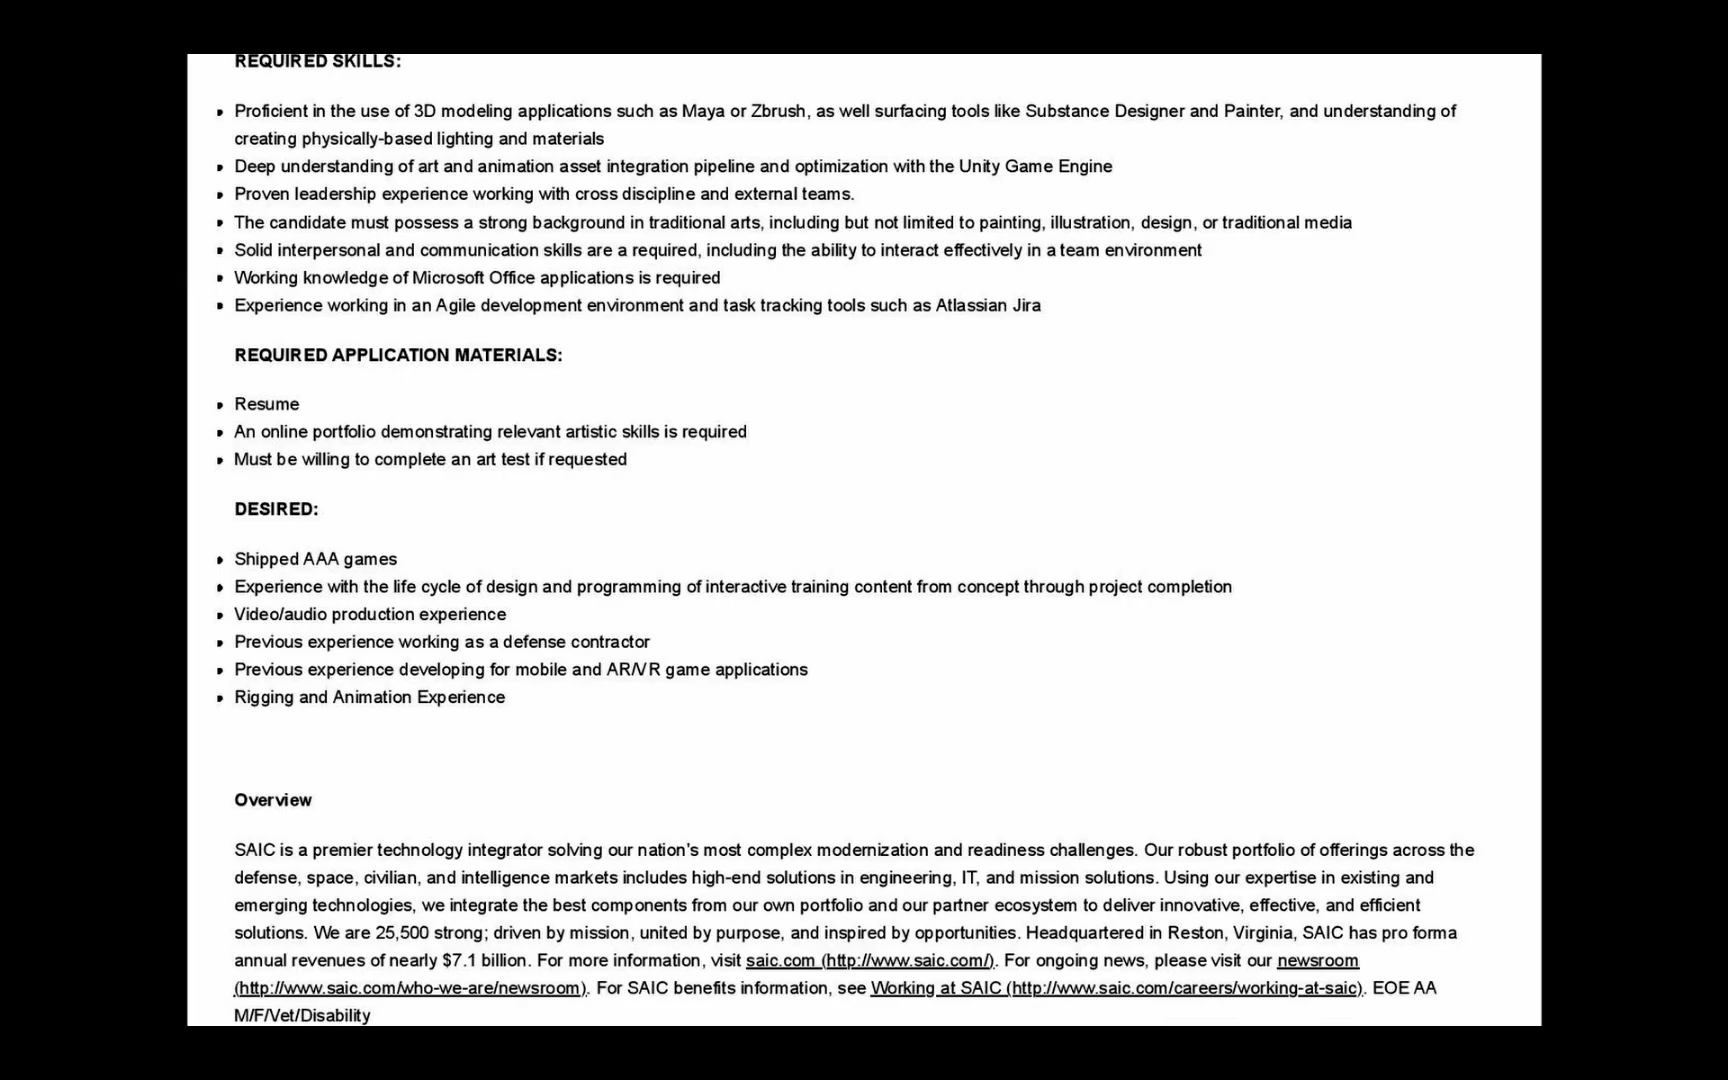 REQUIRED SKILLS:
Proficient in the use of 3D modeling applications such as Maya or Zbrush, as well surfacing tools like Substance Designer and Painter, and understanding of
creating physically-based lighting and materials
Deep understanding of art and animation asset integration pipeline and optimization with the Unity Game Engine
Proven leadership experience working with cross discipline and external teams.
The candidate must possess a strong background in traditional arts, including but not limited to painting, illustration, design, or traditional media
Solid interpersonal and communication skills are a required, including the ability to interact effectively in a team environment
Working knowledge of Microsoft Office applications is required
Experience working in an Agile development environment and task tracking tools such as Atlassian Jira
REQUIRED APPLICATION MATERIALS:
Resume
An online portfolio demonstrating relevant artistic skills is required
Must be willing to complete an art test if requested
DESIRED:
Shipped AAA games
Experience with the life cycle of design and programming of interactive training content from concept through project completion
Video/audio production experience
Previous experience working as a defense contractor
Previous experience developing for mobile and AR/VR game applications
Rigging and Animation Experience
Overview
SAIC is a premier technology integrator solving our nation's most complex modernization and readiness challenges. Our robust portfolio of offerings across the
defense, space, civilian, and intelligence markets includes high-end solutions in engineering, IT, and mission solutions. Using our expertise in existing and
emerging technologies, we integrate the best components from our own portfolio and our partner ecosystem to deliver innovative, effective, and efficient
solutions. We are 25,500 strong; driven by mission, united by purpose, and inspired by opportunities. Headquartered in Reston, Virginia, SAIC has pro forma
annual revenues of nearly $7.1 billion. For more information, visit saic.com (http://www.saic.com/). For ongoing news, please visit our newsroom
(http://www.saic.com/who-we-are/newsroom). For SAIC benefits information, see Working at SAIC (http://www.saic.com/careers/working-at-saic). EOE AA
M/F/Vet/Disability